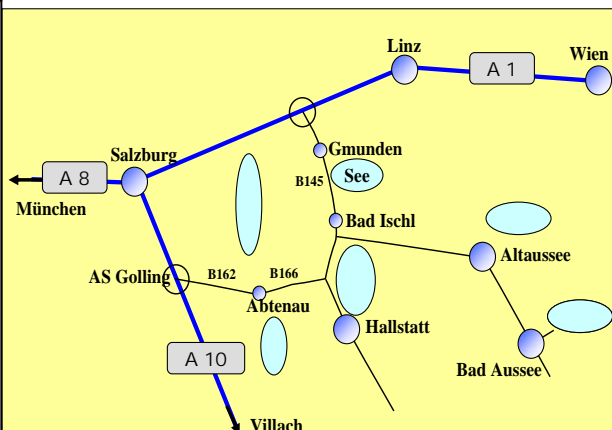 Linz
A 1
Wien
Salzburg
Gmunden
A 8
B145
See
München
Bad Ischl
Altaussee
AS Golling
B162
B166
Abtenau
Hallstatt
A 10
Bad Aussee
Villach